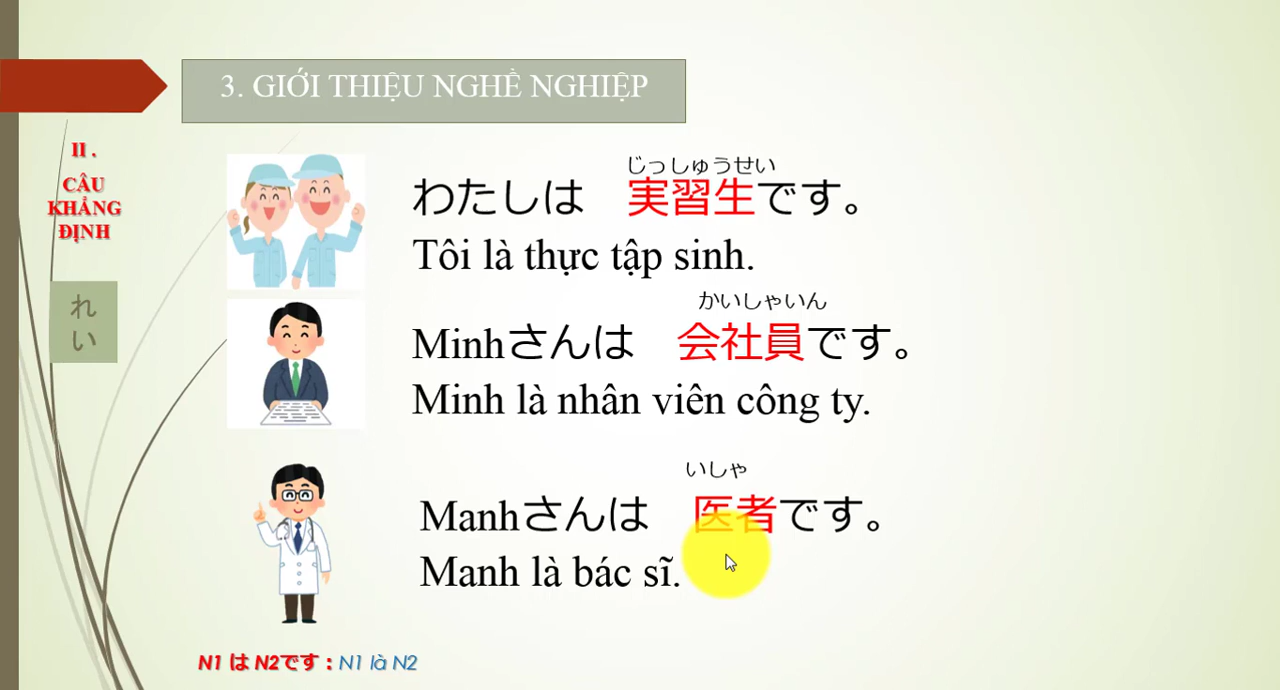 3. GIỚI THIỆU NGHỀ NGHIỆP
II .
CÂU
KHẲNG
ĐỊNH
れ
い
じっしゅうせい
わたしは 実習生です。
Tôi là thực tập sinh.
かいしゃいん
Minhさんは 会社員です。
Minh là nhân viên công ty.
いしゃ
Manhさんは 医者です。
Manh là bác sĩ.
N1 は N2です : N1 là N2